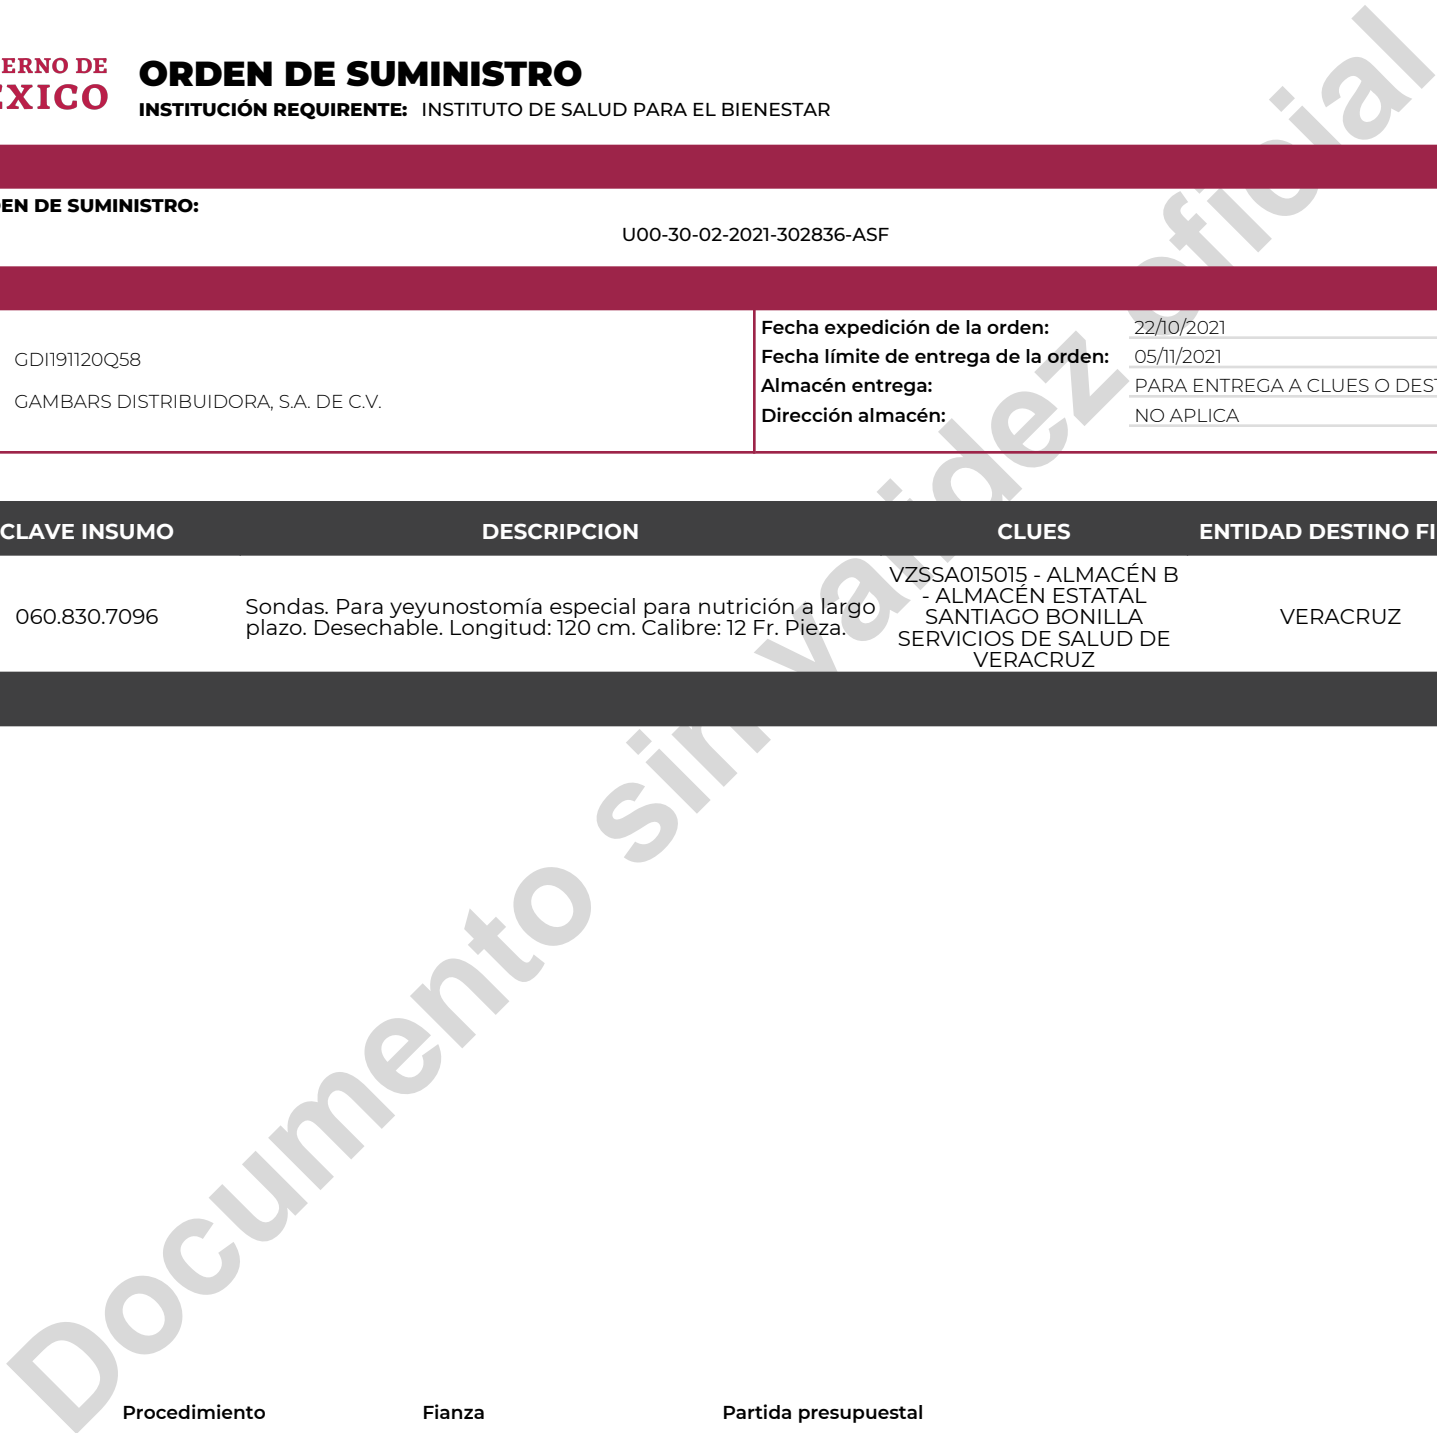 ERNO DE
EXICO
ORDEN DE SUMINISTRO
INSTITUCIÓN REQUIRENTE: INSTITUTO DE SALUD PARA EL BIENESTAR
EN DE SUMINISTRO:
U00-30-02-2021-302836-ASF
GDI191120Q58
GAMBARS DISTRIBUIDORA, S.A. DE C.V.
Fecha expedición de la orden: 22/10/2021
Fecha límite de entrega de la orden: 05/11/2021
Almacén entrega: PARA ENTREGA A CLUES O DEST
Dirección almacén: NO APLICA
CLAVE INSUMO DESCRIPCION CLUES ENTIDAD DESTINO FI
060.830.7096
Sondas. Para yeyunostomía especial para nutrición a largo
plazo. Desechable. Longitud: 120 cm. Calibre: 12 Fr. Pieza.
VZSSA015015 - ALMACÉN B
- ALMACÉN ESTATAL
SANTIAGO BONILLA
SERVICIOS DE SALUD DE
VERACRUZ
VERACRUZ
Documento sin validez oficial
Procedimiento Fianza Partida presupuestal